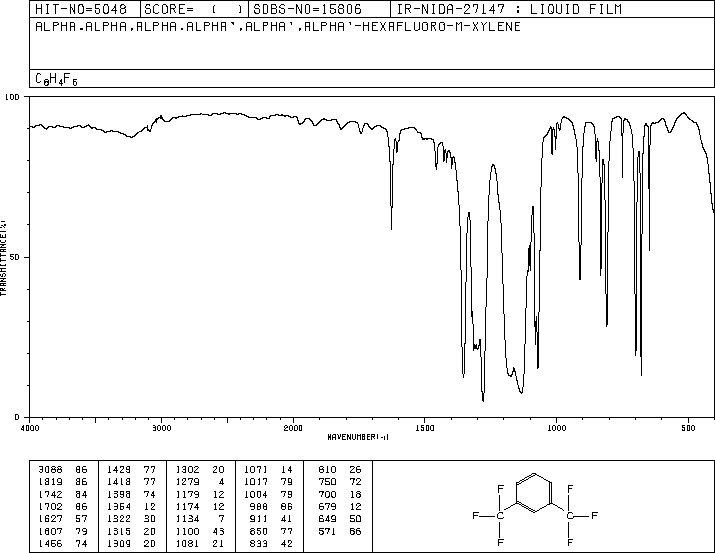 HIT-NO=5048 SCORE= ( ) SDBS-NO=15806 IR-NIDA-27147 : LIQUID FILM
ALPHA,ALPHA,ALPHA,ALPHA',ALPHA',ALPHA'-HEXAFLUORO-M-XYLENE
C8H4F6
100
50
0
TRANSMITTANCE(%)
4000 3000 2000 1500 1000 500
WAVENUMBER(-1)
3088 86 1429 77 1302 20 1071 14 810 26
1819 86 1418 77 1279 4 1017 79 750 72
1742 84 1398 74 1179 12 1004 79 700 18
1702 86 1354 12 1174 12 988 86 679 12
1627 57 1322 30 1134 7 911 41 649 50
1607 79 1315 20 1100 43 850 77 571 86
1456 74 1309 20 1081 21 833 42
F F
F F
F F